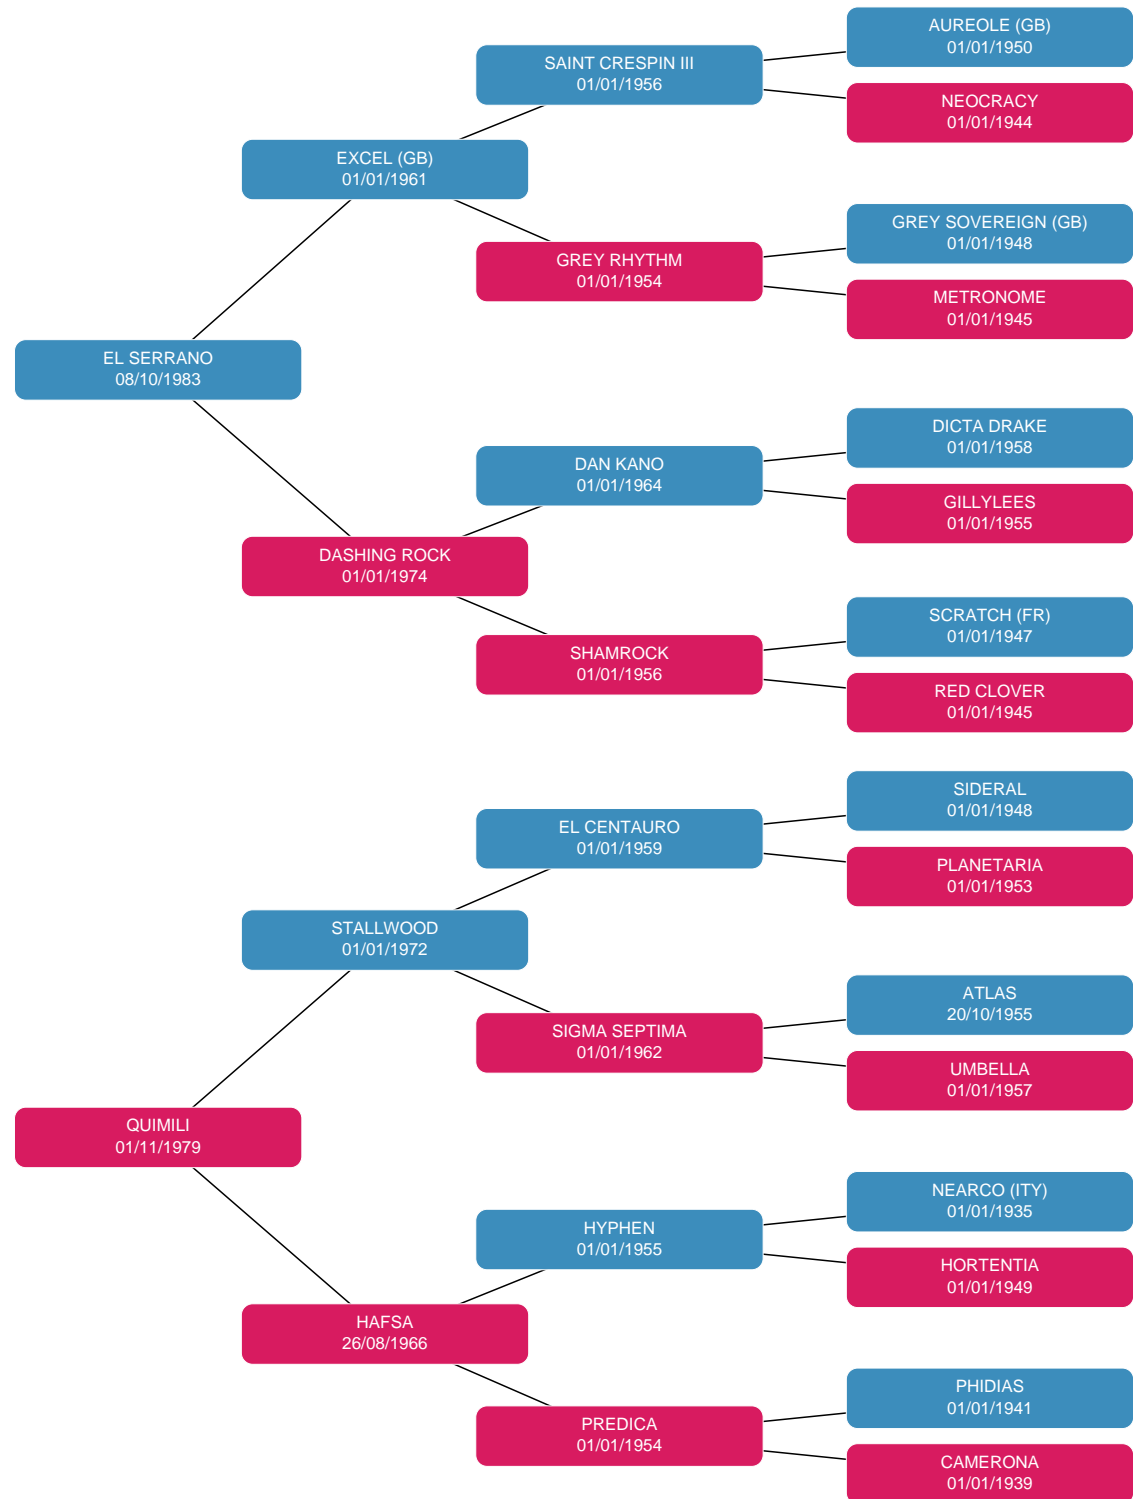 AUREOLE (GB)
01/01/1950
SAINT CRESPIN III
01/01/1956
NEOCRACY
01/01/1944
EXCEL (GB)
01/01/1961
GREY SOVEREIGN (GB)
01/01/1948
GREY RHYTHM
01/01/1954
METRONOME
01/01/1945
EL SERRANO
08/10/1983
DICTA DRAKE
01/01/1958
DAN KANO
01/01/1964
GILLYLEES
01/01/1955
DASHING ROCK
01/01/1974
SCRATCH (FR)
01/01/1947
SHAMROCK
01/01/1956
RED CLOVER
01/01/1945
SIDERAL
01/01/1948
EL CENTAURO
01/01/1959
PLANETARIA
01/01/1953
STALLWOOD
01/01/1972
ATLAS
20/10/1955
SIGMA SEPTIMA
01/01/1962
UMBELLA
01/01/1957
QUIMILI
01/11/1979
NEARCO (ITY)
01/01/1935
HYPHEN
01/01/1955
HORTENTIA
01/01/1949
HAFSA
26/08/1966
PHIDIAS
01/01/1941
PREDICA
01/01/1954
CAMERONA
01/01/1939